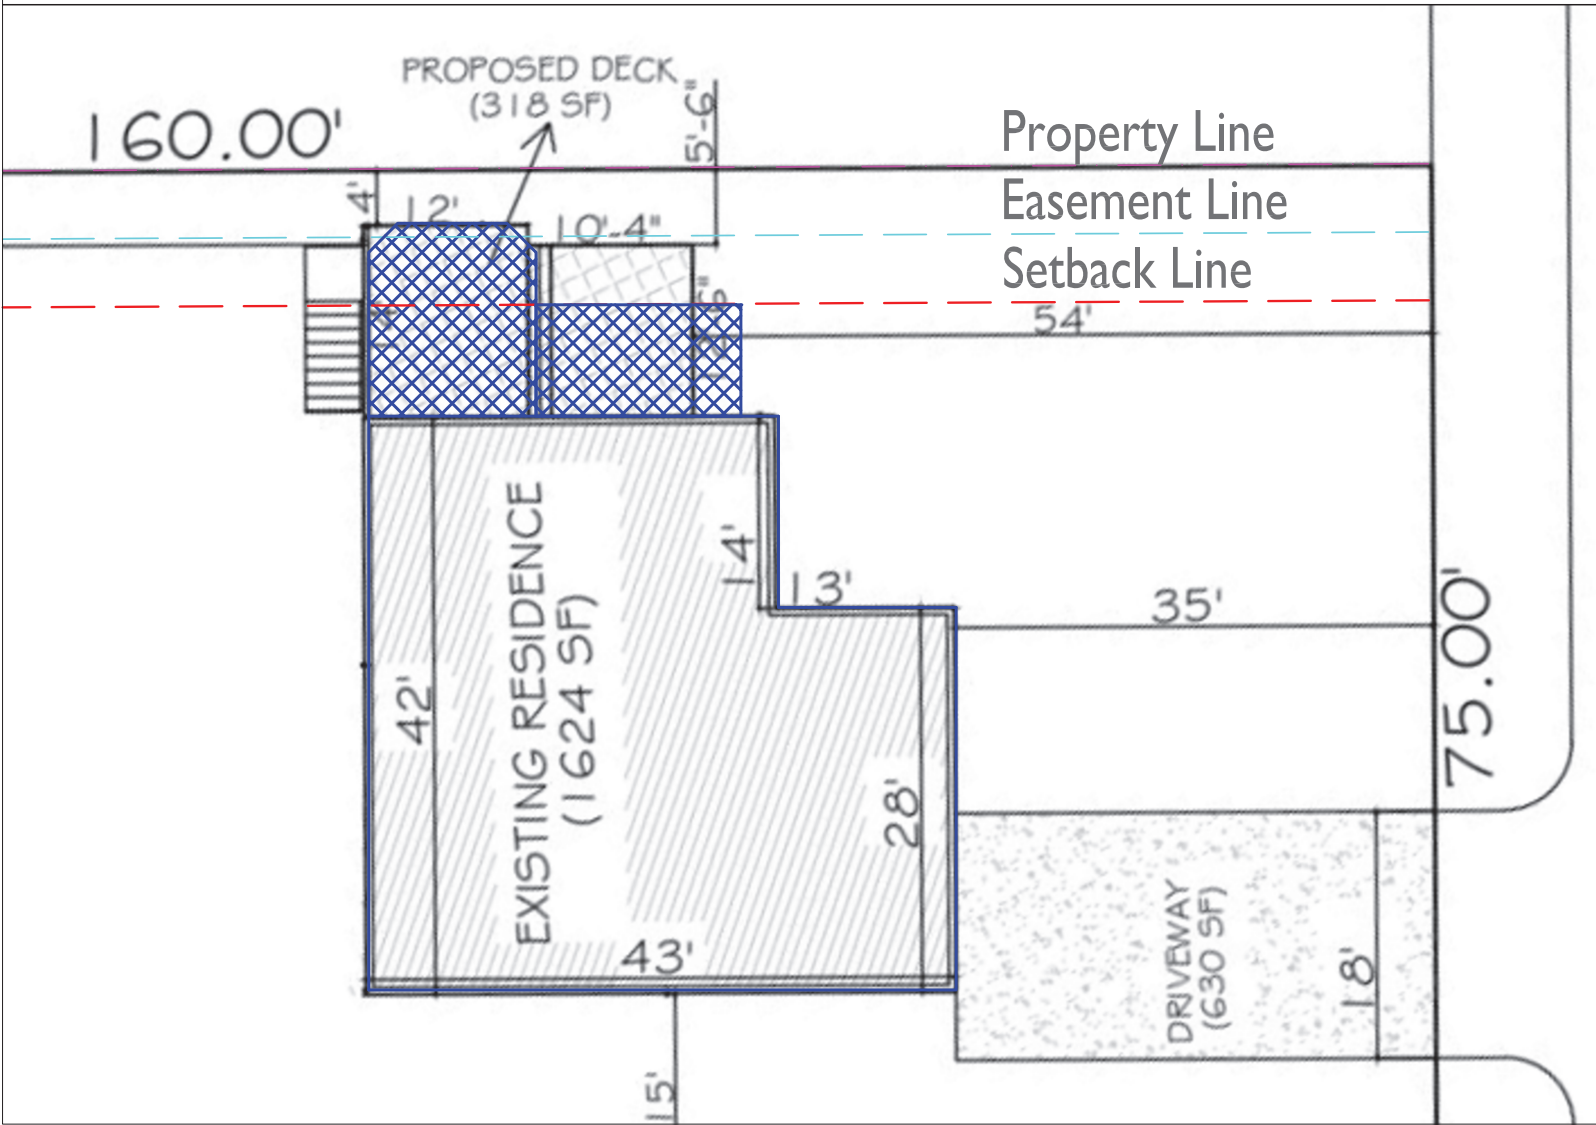 PROPOSED DECK
(318 SF)
160.00'
5'-6"
Property Line
4'
12'
10'-4"
Easement Line
Setback Line
54'
14'
13'
35'
EXISTING RESIDENCE
(1624 SF)
42'
28'
75.00'
43'
DRIVEWAY
(630 SF)
18'
15'